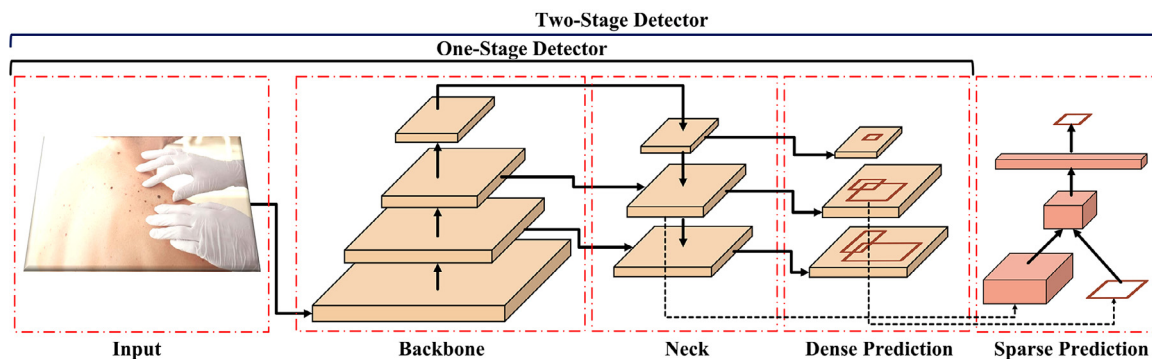 Two-Stage Detector
One-Stage Detector
Input
Backbone
Neck
Dense Prediction
Sparse Prediction